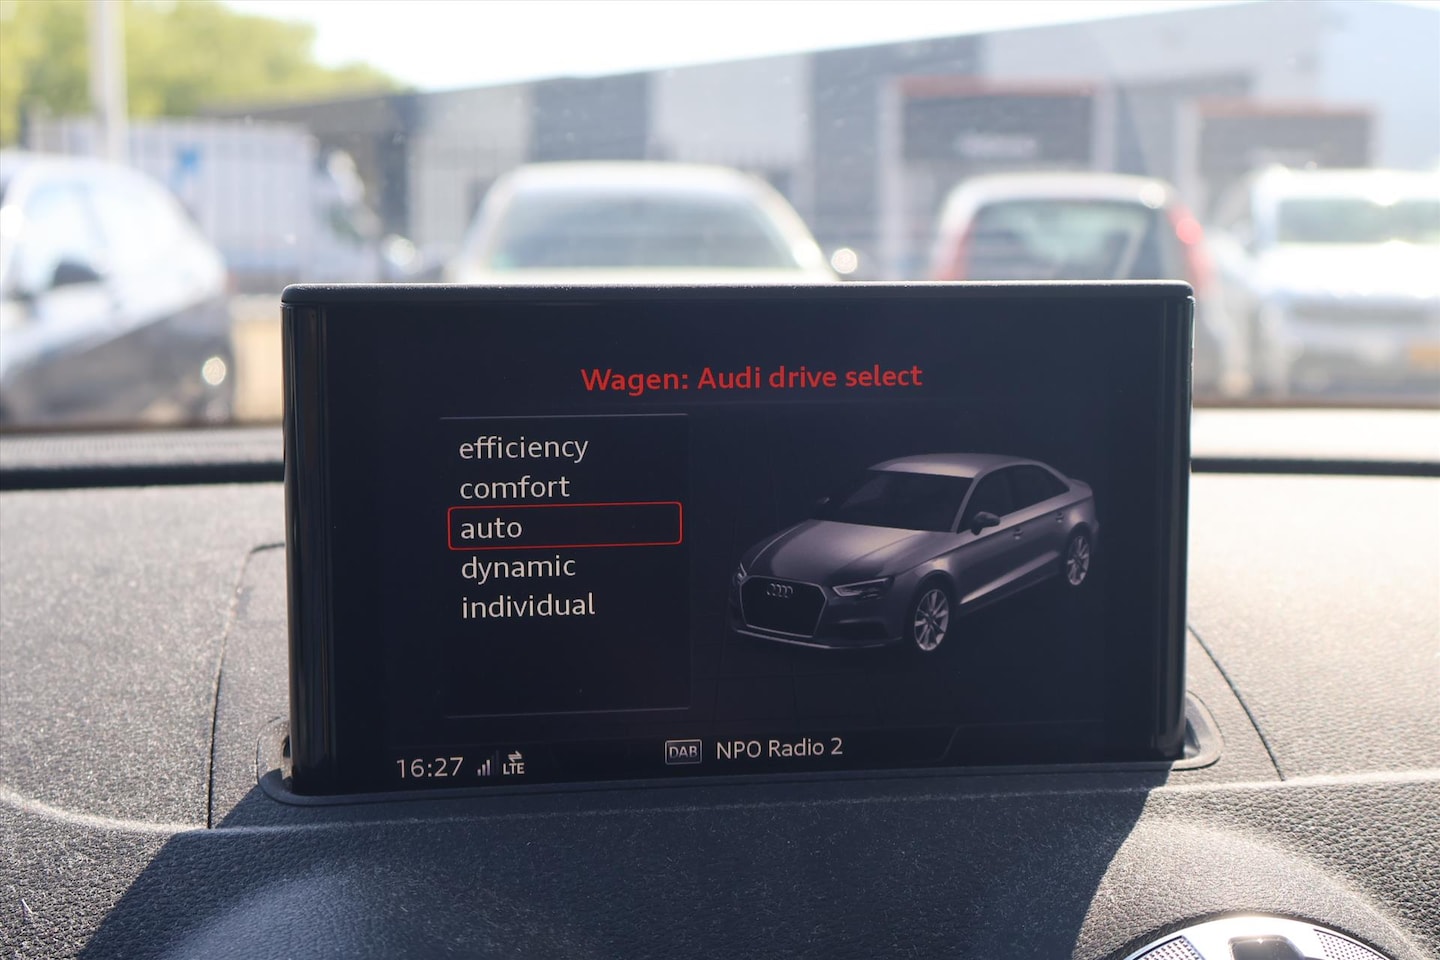 Wagen: Audi drive select
efficiency
comfort
auto
dynamic
individual
16:27 LTE
DAB NPO Radio 2